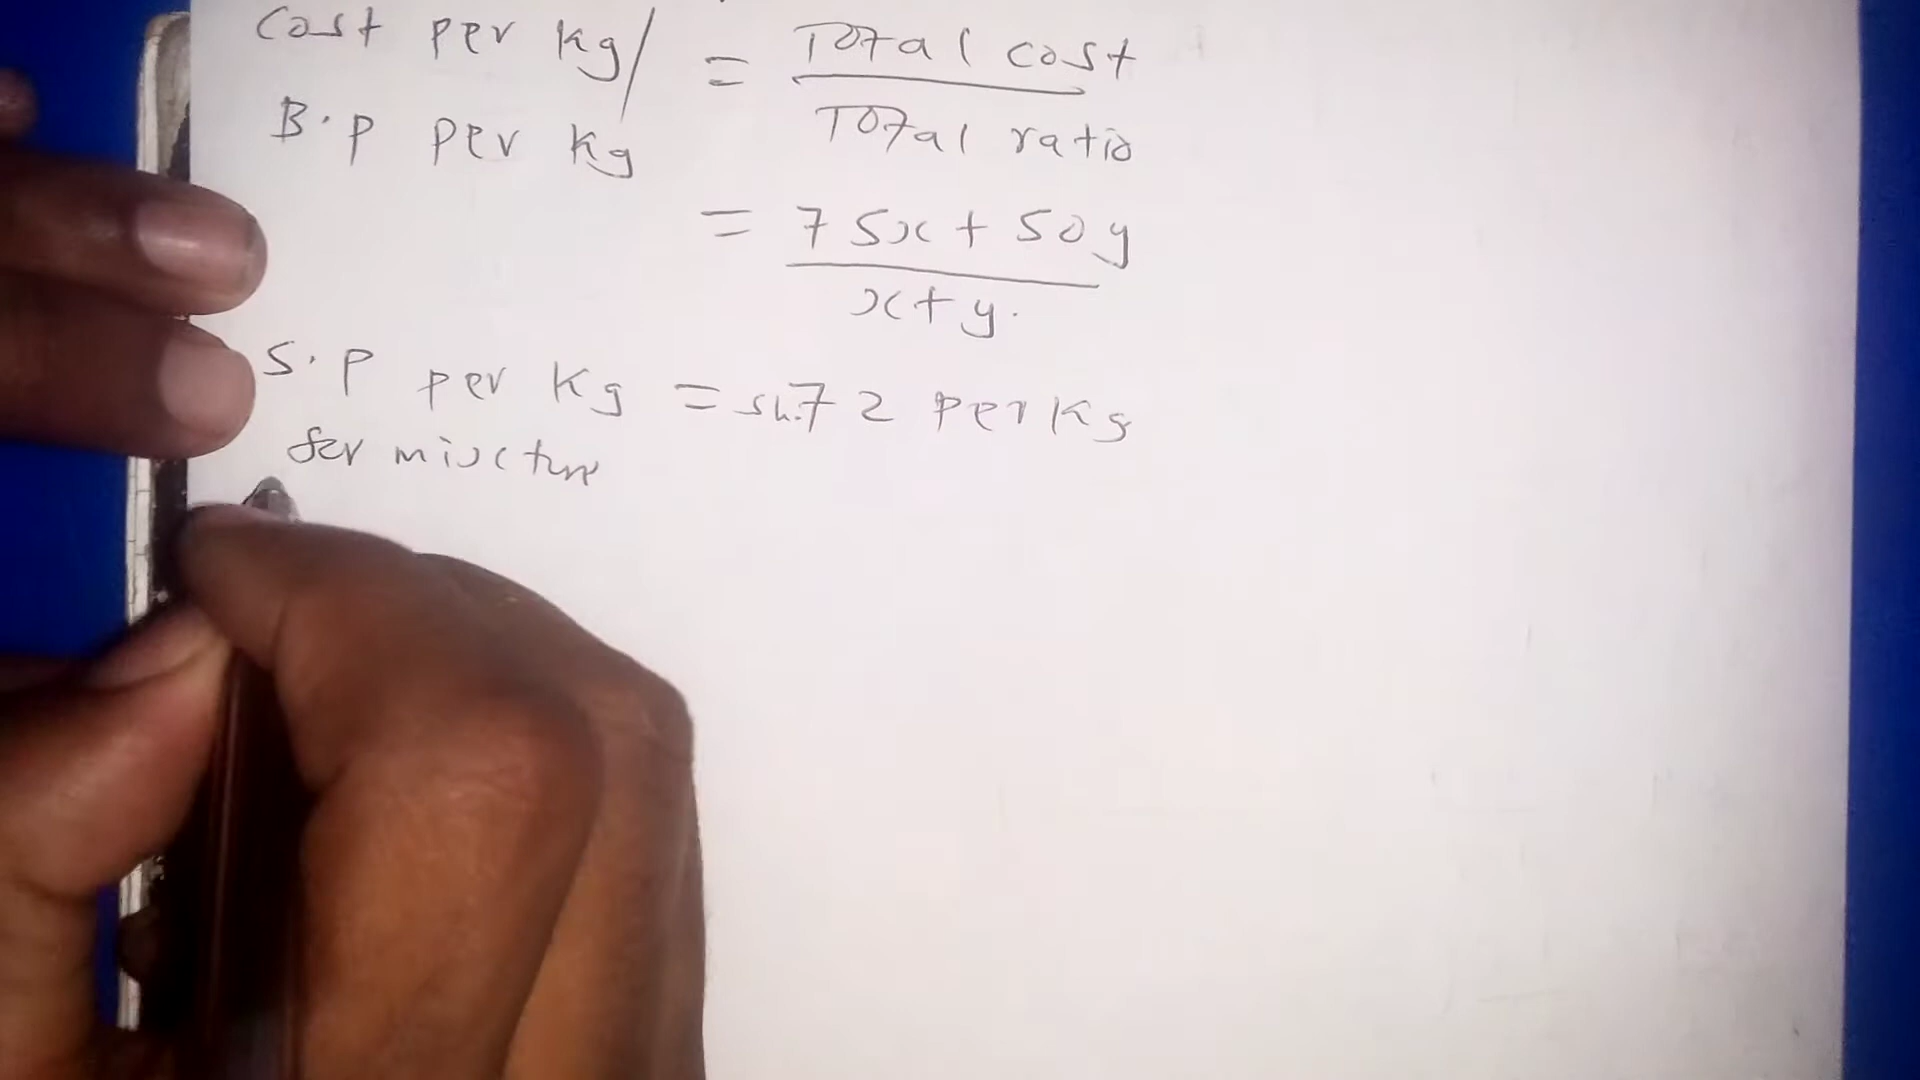 Cost per kg/ = Total cost
B.p per kg Total ratio
= 75x + 50y
x + y.
S.P per Kg = sh.72 per Kg
for mixture